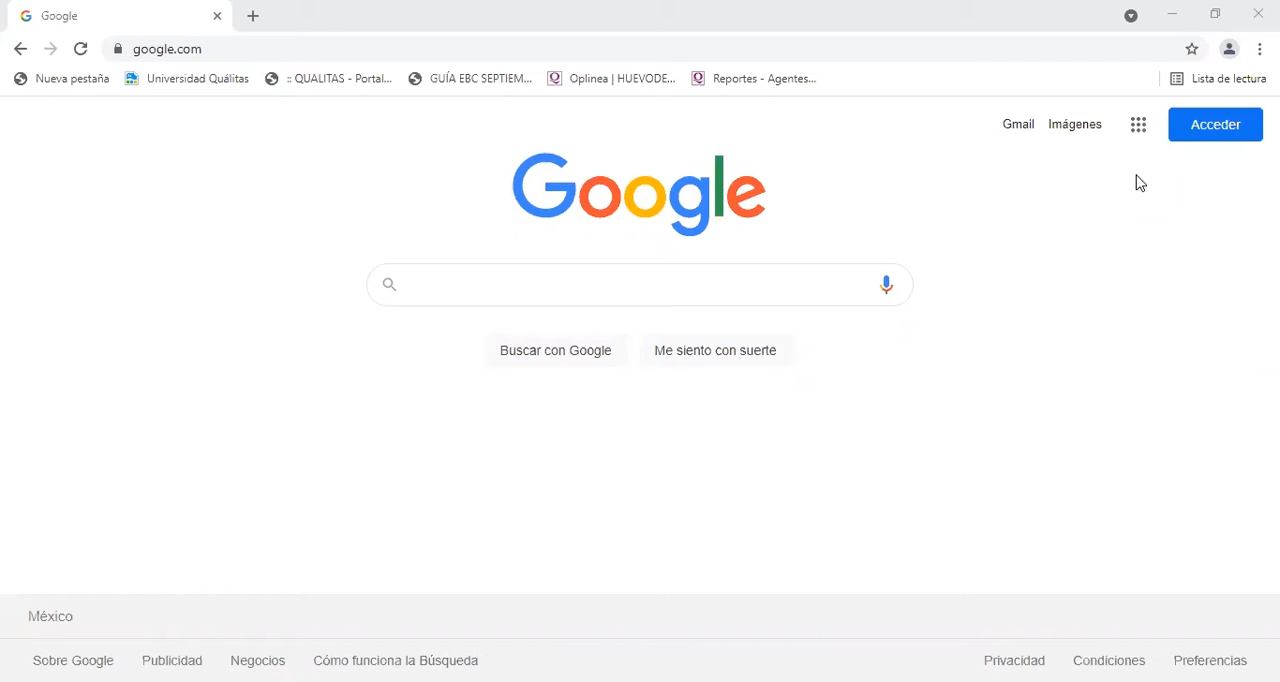 Google
google.com
Nueva pestaña
Universidad Quálitas
:: QUALITAS - Portal...
GUÍA EBC SEPTIEM...
Oplinea | HUEVODE...
Reportes - Agentes...
Lista de lectura
Gmail
Imágenes
Acceder
Google
Buscar con Google
Me siento con suerte
México
Sobre Google
Publicidad
Negocios
Cómo funciona la Búsqueda
Privacidad
Condiciones
Preferencias